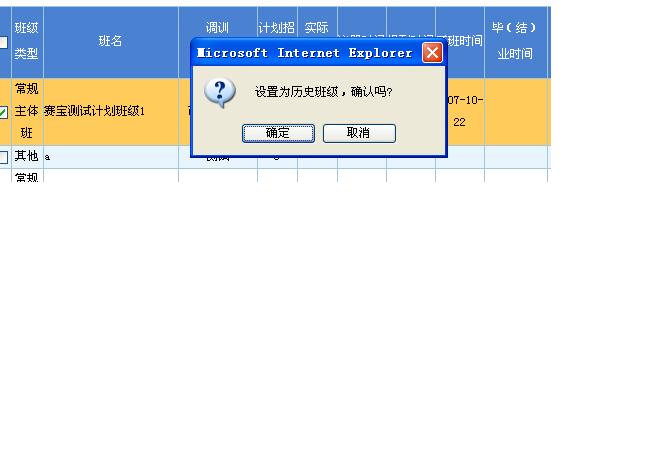 班级
类型
班名
调训
计划招
实际
班时间
毕（结）
业时间
Microsoft Internet Explorer
设置为历史班级，确认吗?
确定
取消
常规
主体
班
赛宝测试计划班级1
07-10-
22
其他
a
常规